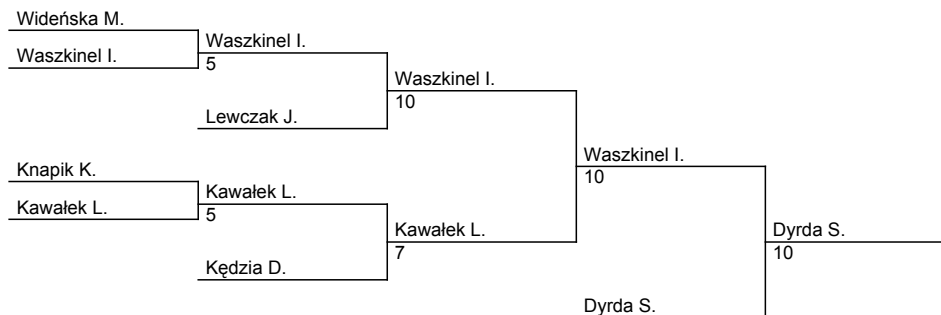 Wideńska M.
Waszkinel I.
Waszkinel I.
5
Waszkinel I.
10
Lewczak J.
Waszkinel I.
10
Knapik K.
Kawałek L.
Kawałek L.
5
Kawałek L.
7
Kędzia D.
Dyrda S.
10
Dyrda S.